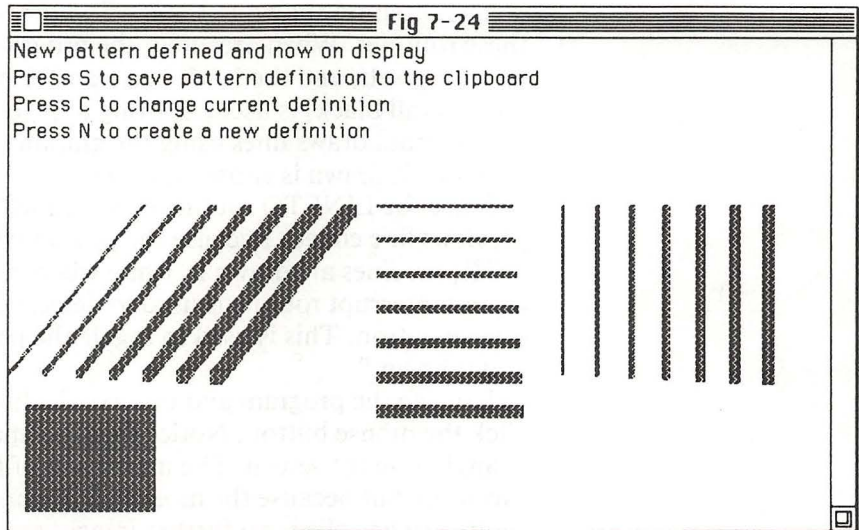 Fig 7-24
New pattern defined and now on display
Press S to save pattern definition to the clipboard
Press C to change current definition
Press N to create a new definition